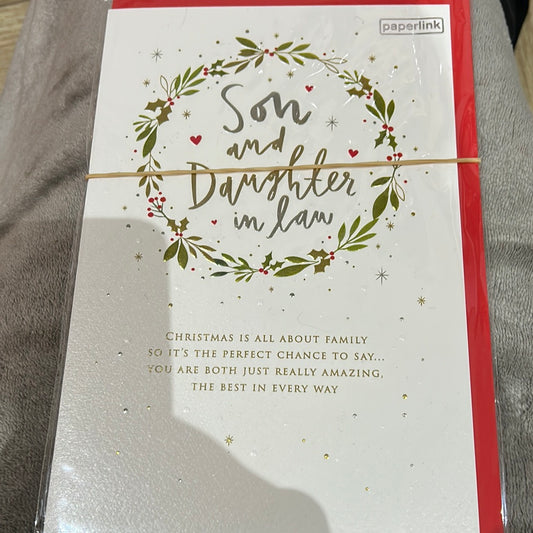 paperlink
Son
and
Daughter
in law
CHRISTMAS IS ALL ABOUT FAMILY
SO IT'S THE PERFECT CHANCE TO SAY...
YOU ARE BOTH JUST REALLY AMAZING,
THE BEST IN EVERY WAY